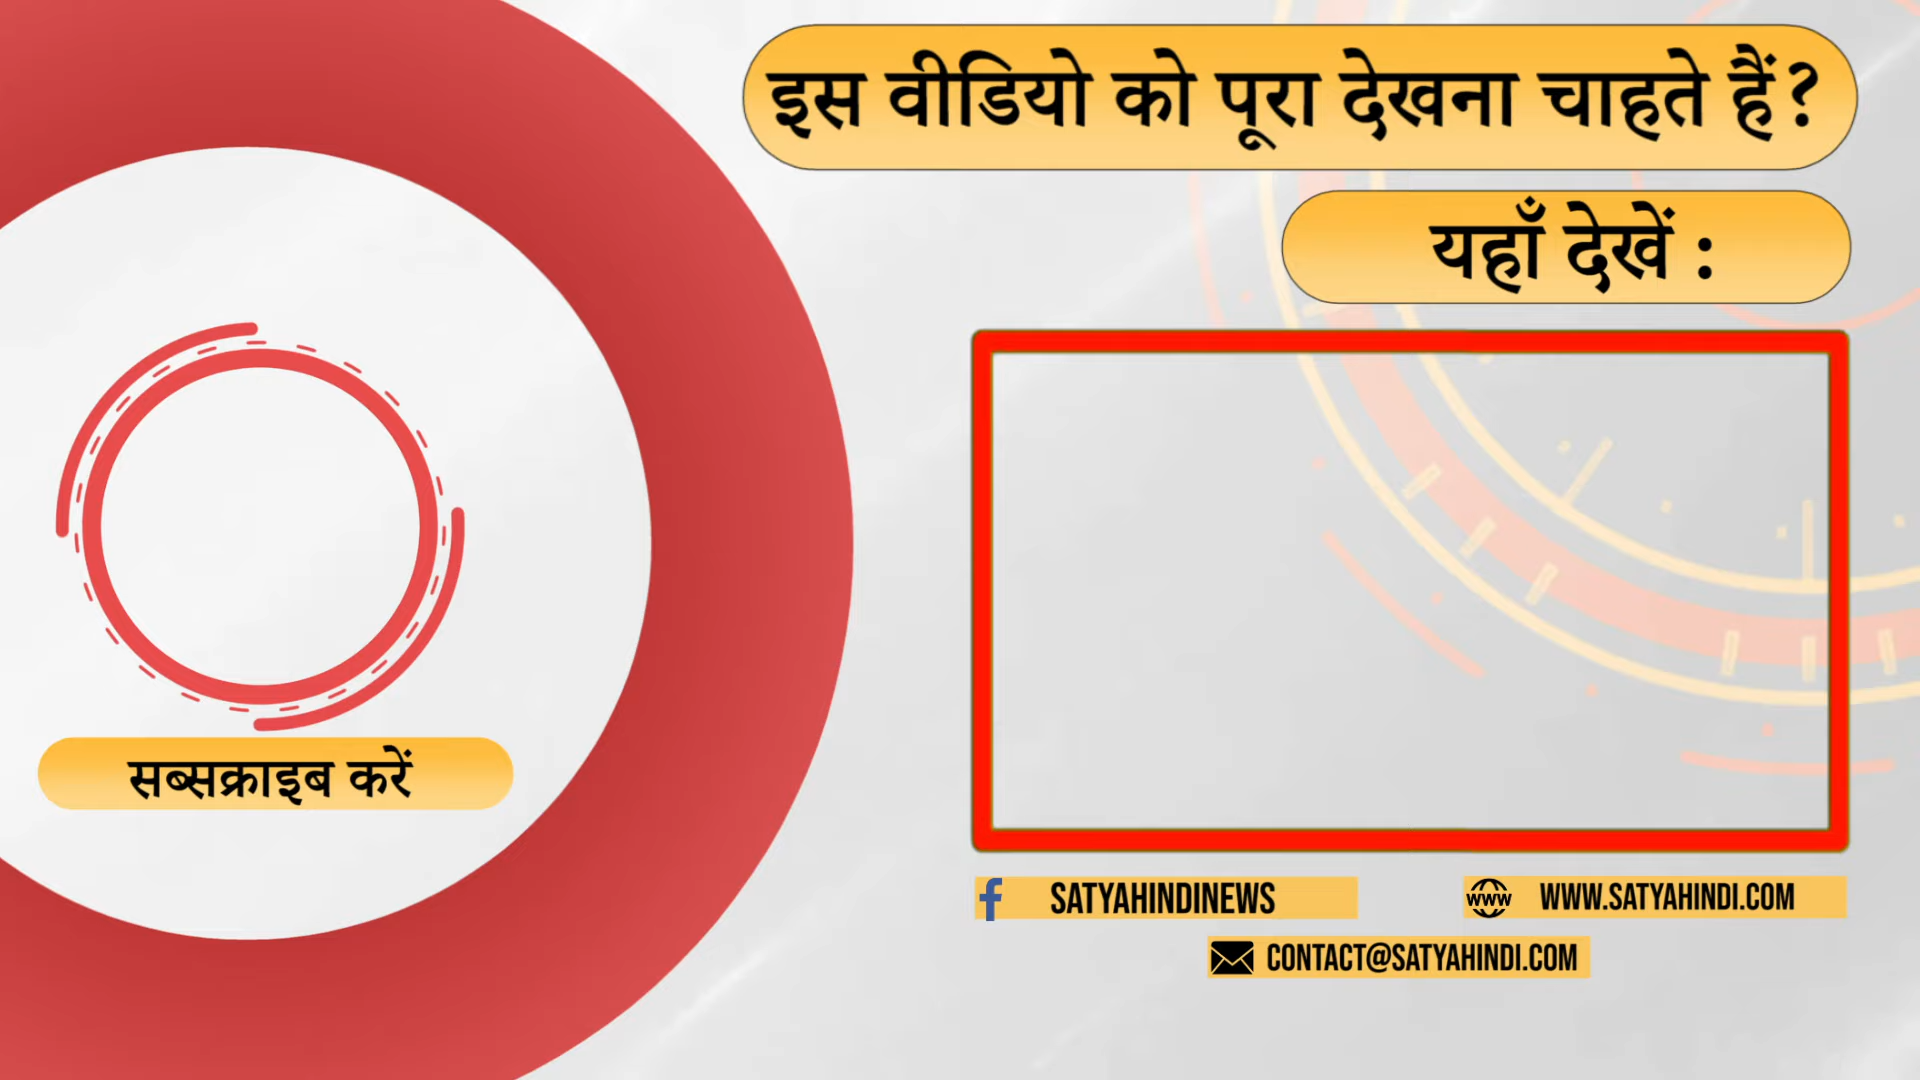 इस वीडियो को पूरा देखना चाहते हैं?
यहाँ देखें :
सब्सक्राइब करें
SATYAHINDINEWS
WWW WWW.SATYAHINDI.COM
CONTACT@SATYAHINDI.COM